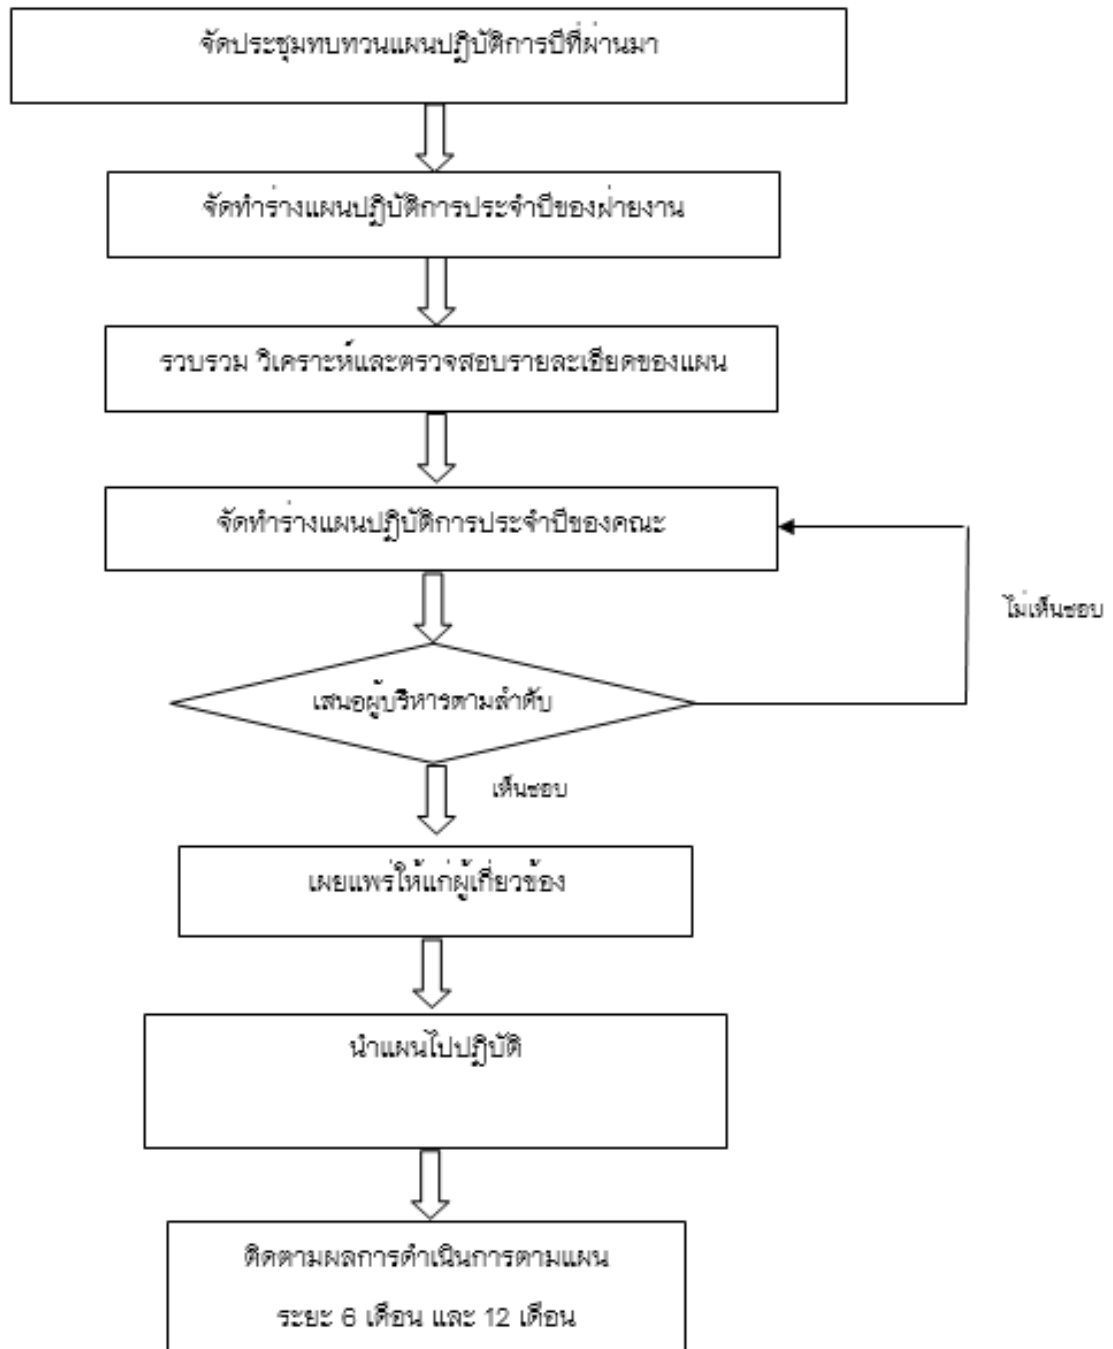 จัดประชุมทบทวนแผนปฏิบัติการปีที่ผ่านมา
จัดทำร่างแผนปฏิบัติการประจำปีของฝ่ายงาน
รวบรวม วิเคราะห์และตรวจสอบรายละเอียดของแผน
จัดทำร่างแผนปฏิบัติการประจำปีของคณะ
ไม่เห็นชอบ
เสนอผู้บริหารตามลำดับ
เห็นชอบ
เผยแพร่ให้แก่ผู้เกี่ยวข้อง
นำแผนไปปฏิบัติ
ติดตามผลการดำเนินการตามแผน
ระยะ 6 เดือน และ 12 เดือน